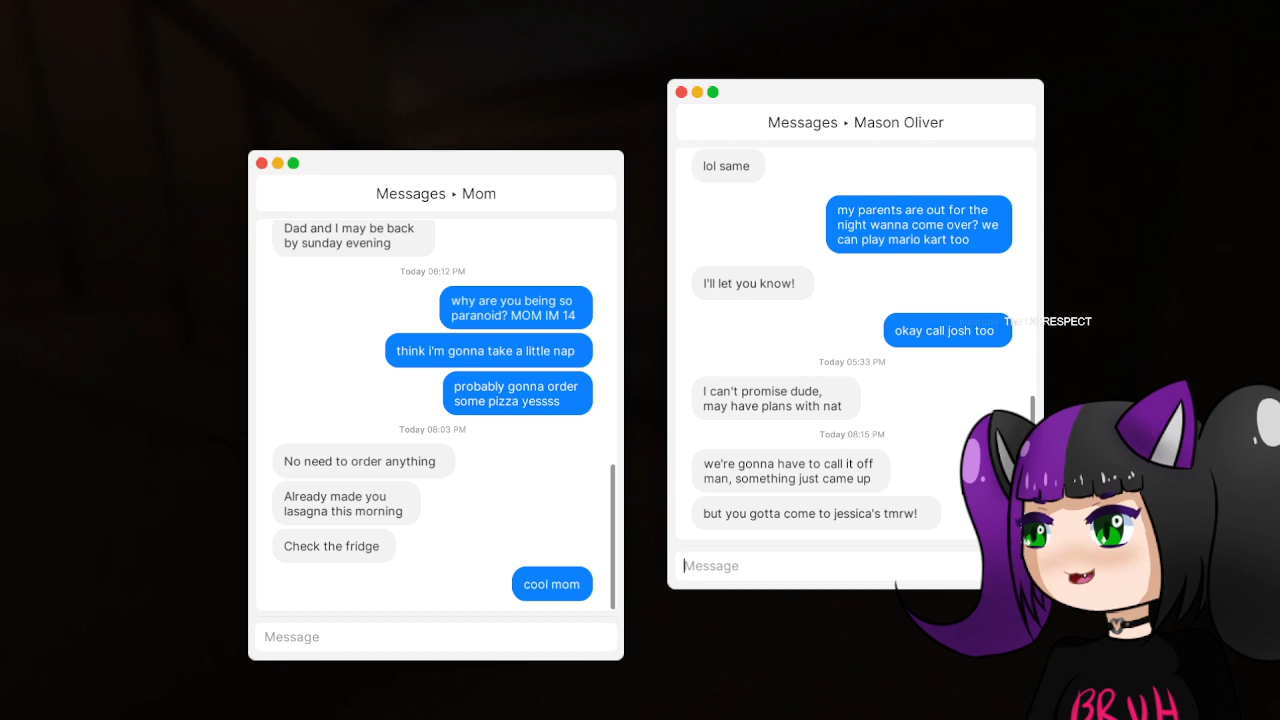 Messages ‣ Mom
Dad and I may be back
by sunday evening
Today 06:12 PM
why are you being so
paranoid? MOM IM 14
think i'm gonna take a little nap
probably gonna order
some pizza yessss
Today 08:03 PM
No need to order anything
Already made you
lasagna this morning
Check the fridge
cool mom
Message
Messages ‣ Mason Oliver
lol same
my parents are out for the
night wanna come over? we
can play mario kart too
I'll let you know!
okay call josh too
RESPECT
Today 05:33 PM
I can't promise dude,
may have plans with nat
Today 08:15 PM
we're gonna have to call it off
man, something just came up
but you gotta come to jessica's tmrw!
Message
BRUH